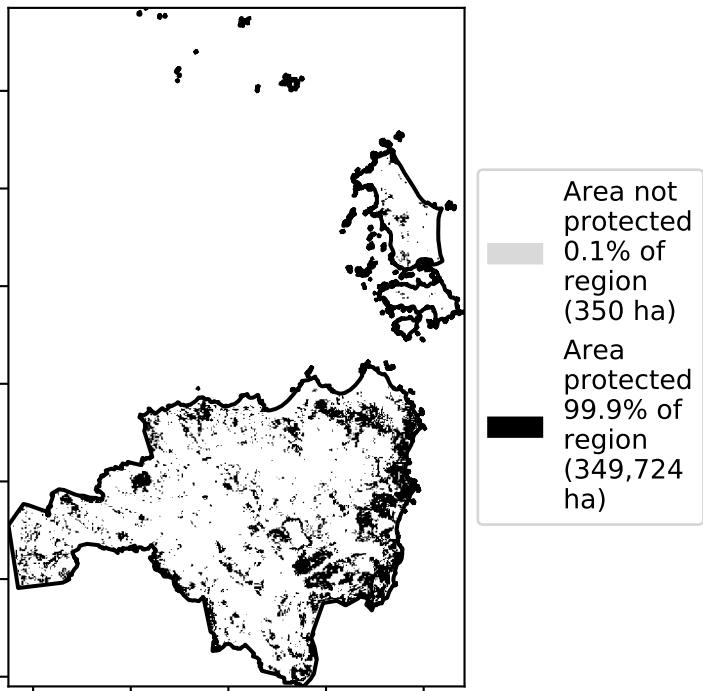 Area not
protected
0.1% of
region
(350 ha)
Area
protected
99.9% of
region
(349,724
ha)